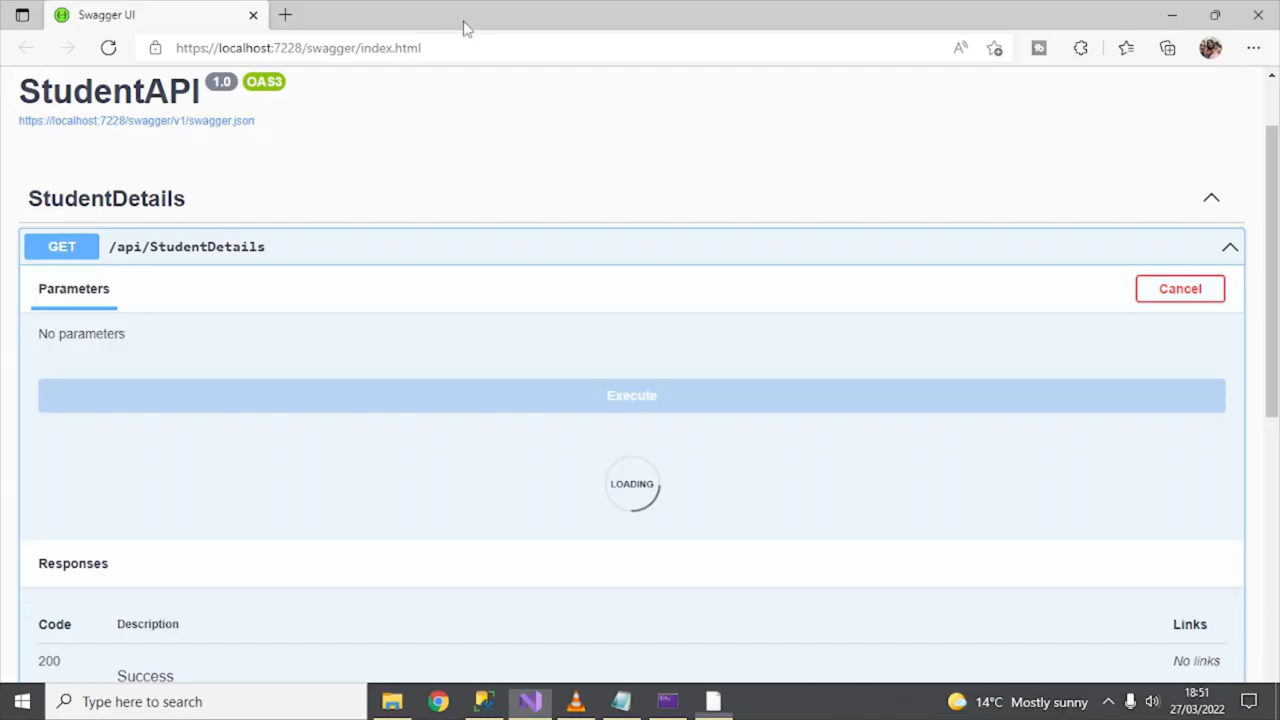 Swagger UI
https://localhost:7228/swagger/index.html
StudentAPI 1.0 OAS3
https://localhost:7228/swagger/v1/swagger.json
StudentDetails
GET /api/StudentDetails
Parameters Cancel
No parameters
Execute
LOADING
Responses
Code Description Links
200 Success No links
Type here to search 14°C Mostly sunny 18:51
27/03/2022